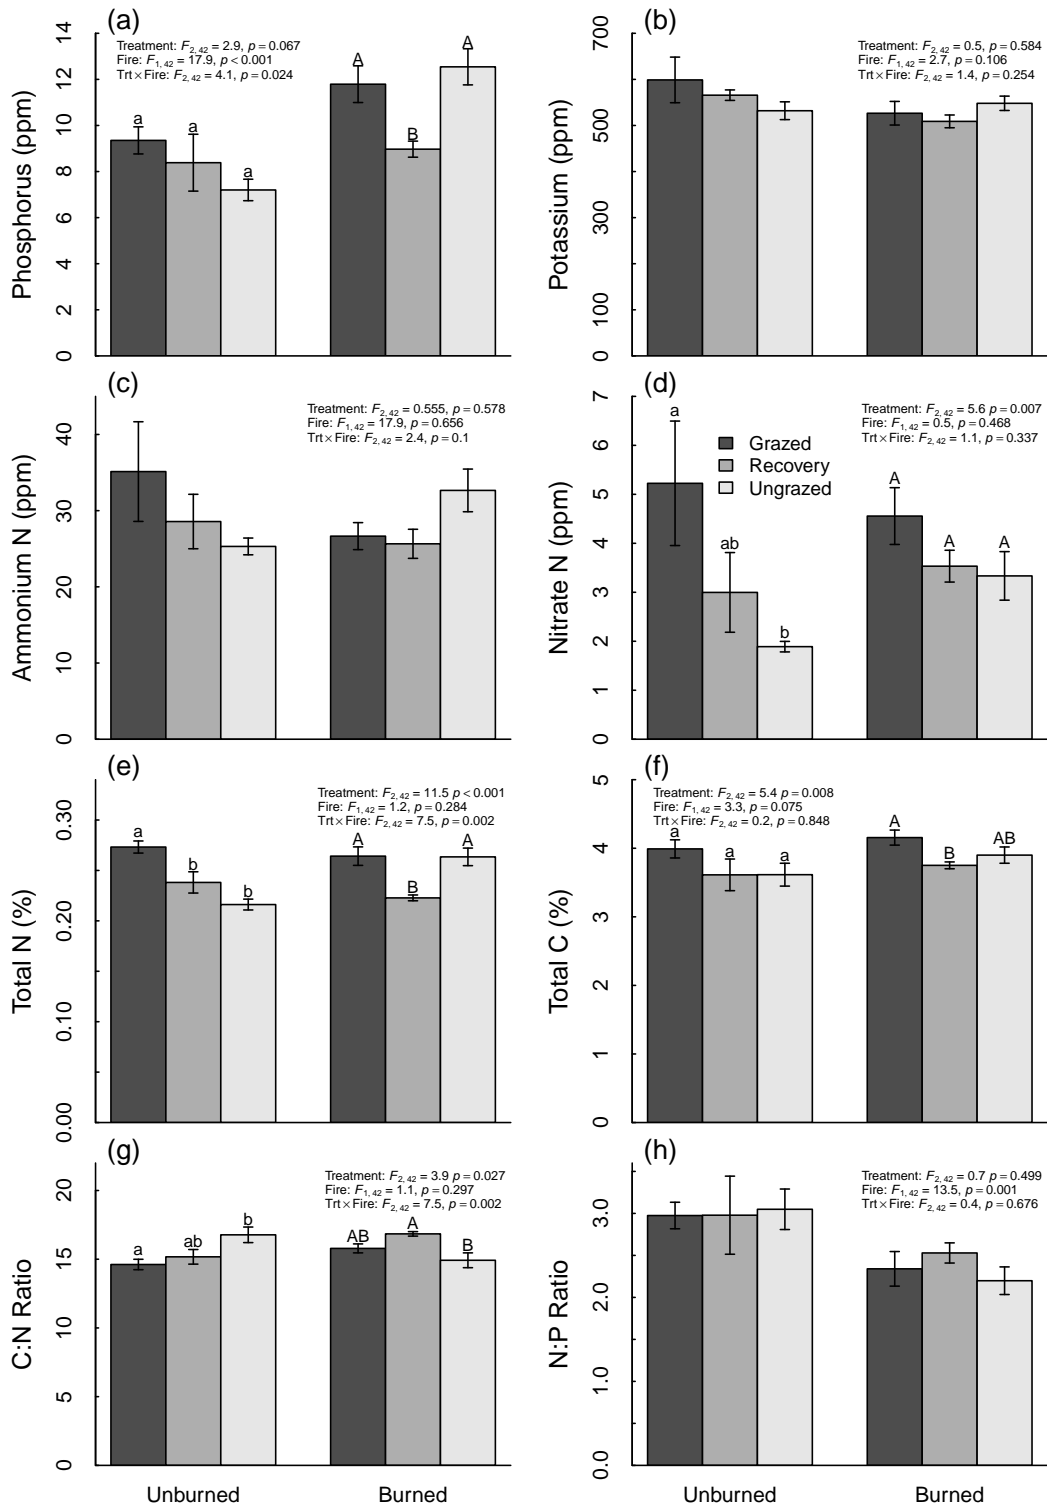 (a)
Treatment: F2, 42 = 2.9, p = 0.067
Fire: F1, 42 = 17.9, p < 0.001
Trt×Fire: F2, 42 = 4.1, p = 0.024
Phosphorus (ppm)
14
12
10
8
6
4
2
0
a
a
a
A
B
A
(b)
Treatment: F2, 42 = 0.5, p = 0.584
Fire: F1, 42 = 2.7, p = 0.106
Trt×Fire: F2, 42 = 1.4, p = 0.254
Potassium (ppm)
700
500
300
100
0
(c)
Treatment: F2, 42 = 0.555, p = 0.578
Fire: F1, 42 = 17.9, p = 0.656
Trt×Fire: F2, 42 = 2.4, p = 0.1
Ammonium N (ppm)
40
30
20
10
0
(d)
Treatment: F2, 42 = 5.6 p = 0.007
Fire: F1, 42 = 0.5, p = 0.468
Trt×Fire: F2, 42 = 1.1, p = 0.337
Grazed
Recovery
Ungrazed
Nitrate N (ppm)
7
6
5
4
3
2
1
0
a
ab
b
A
A
A
(e)
Treatment: F2, 42 = 11.5 p < 0.001
Fire: F1, 42 = 1.2, p = 0.284
Trt×Fire: F2, 42 = 7.5, p = 0.002
Total N (%)
0.30
0.20
0.10
0.00
a
b
b
A
B
A
(f)
Treatment: F2, 42 = 5.4 p = 0.008
Fire: F1, 42 = 3.3, p = 0.075
Trt×Fire: F2, 42 = 0.2, p = 0.848
Total C (%)
5
4
3
2
1
0
a
a
a
A
B
AB
(g)
Treatment: F2, 42 = 3.9 p = 0.027
Fire: F1, 42 = 1.1, p = 0.297
Trt×Fire: F2, 42 = 7.5, p = 0.002
C:N Ratio
20
15
10
5
0
a
ab
b
AB
A
B
Unburned
Burned
(h)
Treatment: F2, 42 = 0.7 p = 0.499
Fire: F1, 42 = 13.5, p = 0.001
Trt×Fire: F2, 42 = 0.4, p = 0.676
N:P Ratio
3.0
2.0
1.0
0.0
Unburned
Burned